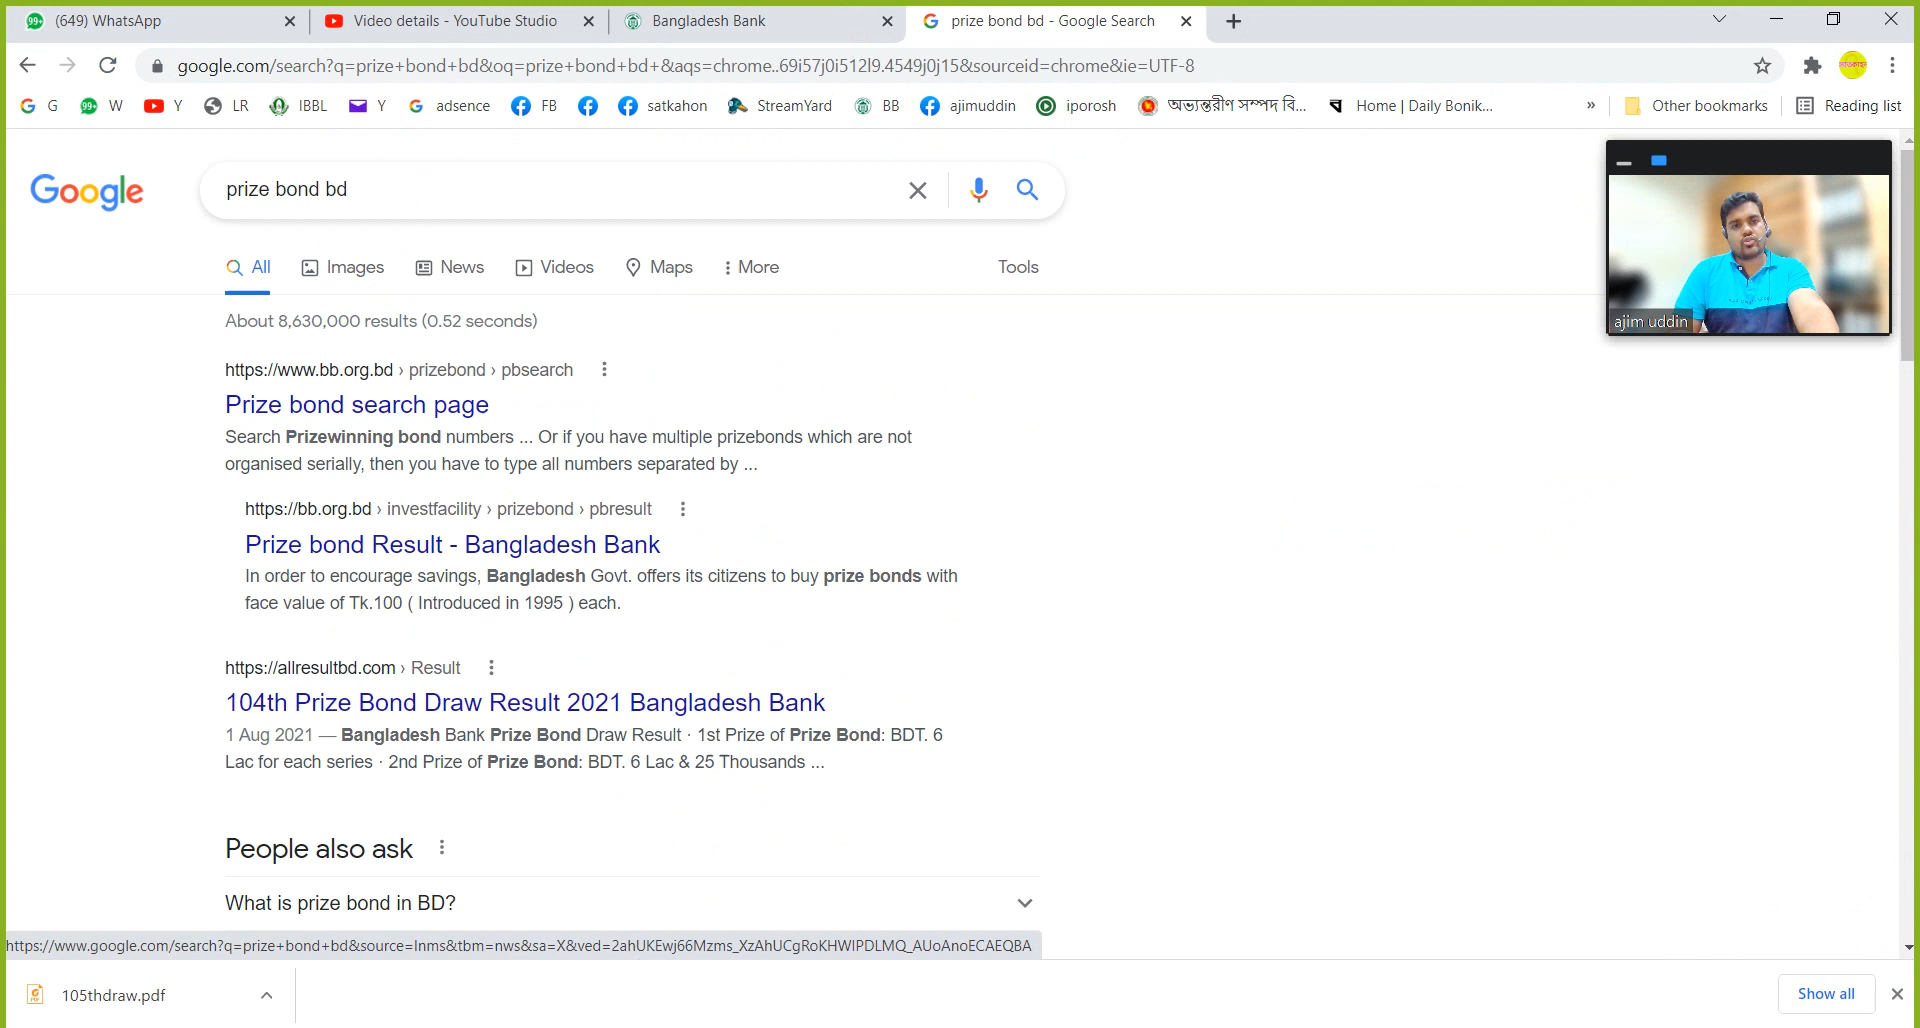 (649) WhatsApp
Video details - YouTube Studio
Bangladesh Bank
prize bond bd - Google Search
google.com/search?q=prize+bond+bd&oq=prize+bond+bd+&aqs=chrome..69i57j0i512l9.4549j0j15&sourceid=chrome&ie=UTF-8
G 99+ W Y LR IBBL Y adsence FB satkahon StreamYard BB ajimuddin iporosh অভ্যন্তরীণ সম্পদ বি... Home | Daily Bonik... » Other bookmarks Reading list
Google
prize bond bd
All Images News Videos Maps More Tools
About 8,630,000 results (0.52 seconds)
ajim uddin
https://www.bb.org.bd › prizebond › pbsearch
Prize bond search page
Search Prizewinning bond numbers ... Or if you have multiple prizebonds which are not
organised serially, then you have to type all numbers separated by ...
https://bb.org.bd › investfacility › prizebond › pbresult
Prize bond Result - Bangladesh Bank
In order to encourage savings, Bangladesh Govt. offers its citizens to buy prize bonds with
face value of Tk.100 ( Introduced in 1995 ) each.
https://allresultbd.com › Result
104th Prize Bond Draw Result 2021 Bangladesh Bank
1 Aug 2021 — Bangladesh Bank Prize Bond Draw Result · 1st Prize of Prize Bond: BDT. 6
Lac for each series · 2nd Prize of Prize Bond: BDT. 6 Lac & 25 Thousands ...
People also ask
What is prize bond in BD?
https://www.google.com/search?q=prize+bond+bd&source=lnms&tbm=nws&sa=X&ved=2ahUKEwj66Mzms_XzAhUCgRoKHWIPDLMQ_AUoAnoECAEQBA
105thdraw.pdf
Show all